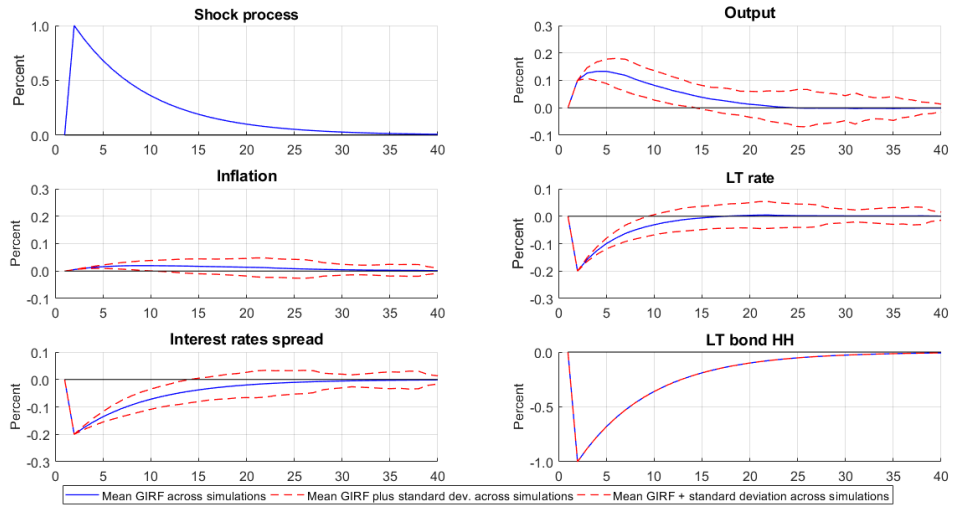 Shock process
Percent
1.0
0.5
0.0
0 5 10 15 20 25 30 35 40
Output
Percent
0.3
0.2
0.1
0.0
-0.1
0 5 10 15 20 25 30 35 40
Inflation
Percent
0.3
0.2
0.1
0.0
-0.1
0 5 10 15 20 25 30 35 40
LT rate
Percent
0.1
0.0
-0.1
-0.2
-0.3
0 5 10 15 20 25 30 35 40
Interest rates spread
Percent
0.1
0.0
-0.1
-0.2
-0.3
0 5 10 15 20 25 30 35 40
LT bond HH
Percent
0.0
-0.5
-1.0
0 5 10 15 20 25 30 35 40
Mean GIRF across simulations Mean GIRF plus standard dev. across simulations Mean GIRF + standard deviation across simulations